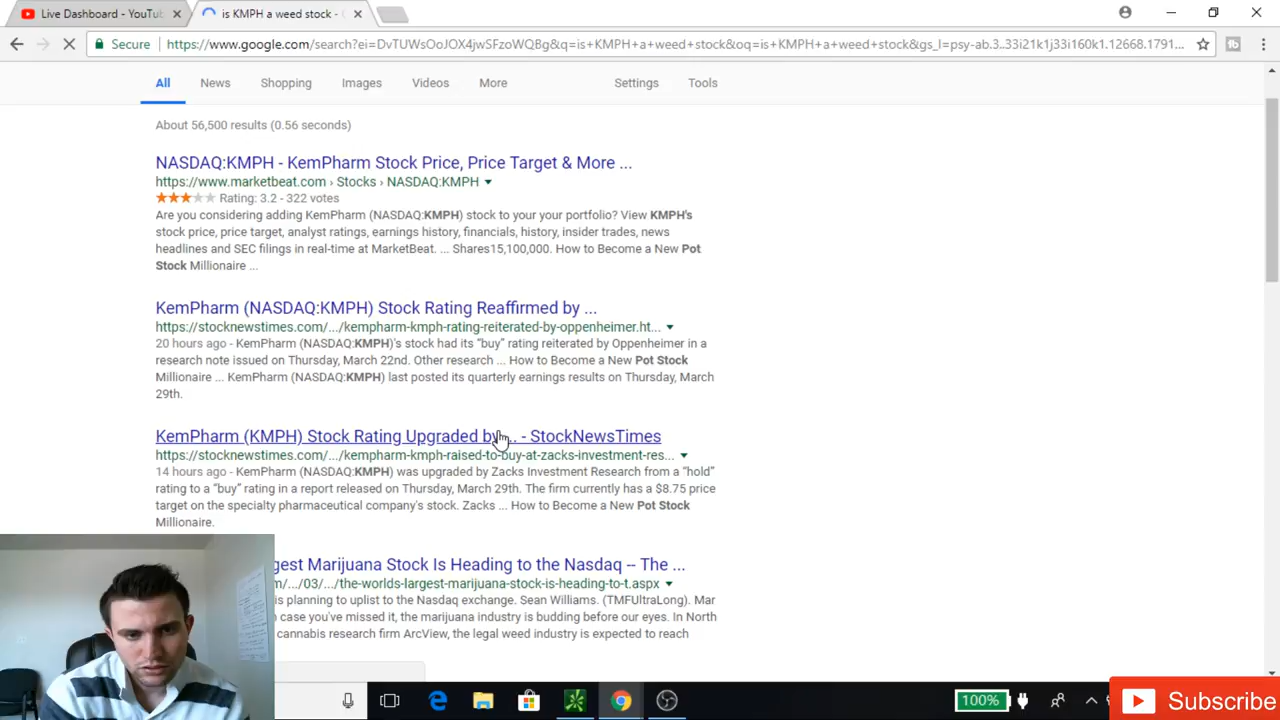 Live Dashboard - YouTu
is KMPH a weed stock -
Secure
https://www.google.com/search?ei=DvTUWsOoJOX4jwSFzoWQBg&q=is+KMPH+a+weed+stock&oq=is+KMPH+a+weed+stock&gs_l=psy-ab.3..33i21k1j33i160k1.12668.1791...
All
News
Shopping
Images
Videos
More
Settings
Tools
About 56,500 results (0.56 seconds)
NASDAQ:KMPH - KemPharm Stock Price, Price Target & More ...
https://www.marketbeat.com › Stocks › NASDAQ:KMPH
Rating: 3.2 - 322 votes
Are you considering adding KemPharm (NASDAQ:KMPH) stock to your your portfolio? View KMPH's
stock price, price target, analyst ratings, earnings history, financials, history, insider trades, news
headlines and SEC filings in real-time at MarketBeat. ... Shares15,100,000. How to Become a New Pot
Stock Millionaire ...
KemPharm (NASDAQ:KMPH) Stock Rating Reaffirmed by ...
https://stocknewstimes.com/.../kempharm-kmph-rating-reiterated-by-oppenheimer.ht...
20 hours ago - KemPharm (NASDAQ:KMPH)'s stock had its “buy” rating reiterated by Oppenheimer in a
research note issued on Thursday, March 22nd. Other research ... How to Become a New Pot Stock
Millionaire ... KemPharm (NASDAQ:KMPH) last posted its quarterly earnings results on Thursday, March
29th.
KemPharm (KMPH) Stock Rating Upgraded by ... - StockNewsTimes
https://stocknewstimes.com/.../kempharm-kmph-raised-to-buy-at-zacks-investment-res...
14 hours ago - KemPharm (NASDAQ:KMPH) was upgraded by Zacks Investment Research from a “hold”
rating to a “buy” rating in a report released on Thursday, March 29th. The firm currently has a $8.75 price
target on the specialty pharmaceutical company's stock. Zacks ... How to Become a New Pot Stock
Millionaire.
gest Marijuana Stock Is Heading to the Nasdaq -- The ...
m/.../03/.../the-worlds-largest-marijuana-stock-is-heading-to-t.aspx
is planning to uplist to the Nasdaq exchange. Sean Williams. (TMFUltraLong). Mar
n case you've missed it, the marijuana industry is budding before our eyes. In North
cannabis research firm ArcView, the legal weed industry is expected to reach
100%
Subscribe